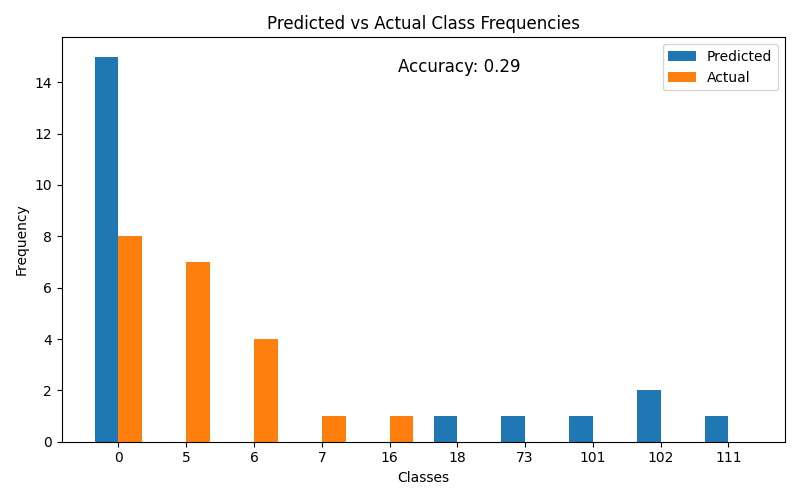 Predicted vs Actual Class Frequencies
Accuracy: 0.29
Predicted
Actual
14
12
10
8
6
4
2
0
Frequency
0 5 6 7 16 18 73 101 102 111
Classes